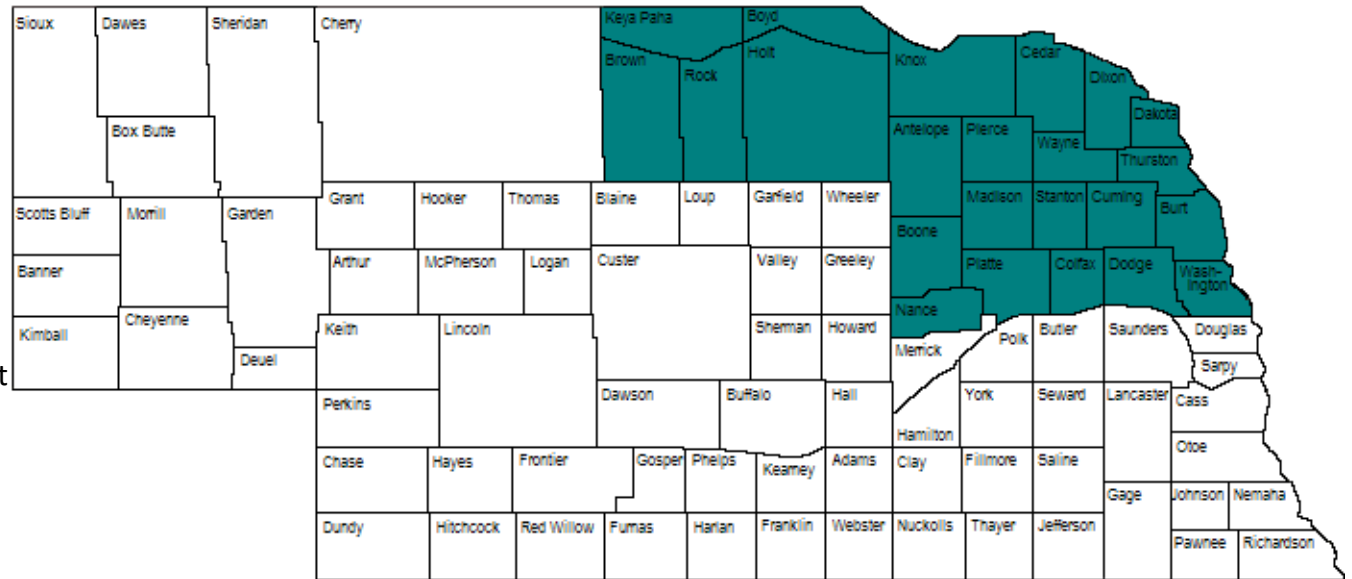 Sioux
Dawes
Sheridan
Cherry
Keya Paha
Boyd
Brown
Rock
Holt
Knox
Cedar
Dixon
Dakota
Box Butte
Antelope
Pierce
Wayne
Thurston
Scotts Bluff
Morrill
Garden
Grant
Hooker
Thomas
Blaine
Loup
Garfield
Wheeler
Madison
Stanton
Cuming
Burt
Boone
Banner
Arthur
McPherson
Logan
Custer
Valley
Greeley
Platte
Colfax
Dodge
Wash-
ington
Nance
Kimball
Cheyenne
Keith
Lincoln
Sherman
Howard
Merrick
Polk
Butler
Saunders
Douglas
Deuel
Sarpy
t
Perkins
Dawson
Buffalo
Hall
York
Seward
Lancaster
Cass
Hamilton
Otoe
Chase
Hayes
Frontier
Gosper
Phelps
Kearney
Adams
Clay
Fillmore
Saline
Gage
Johnson
Nemaha
Dundy
Hitchcock
Red Willow
Furnas
Harlan
Franklin
Webster
Nuckolls
Thayer
Jefferson
Pawnee
Richardson